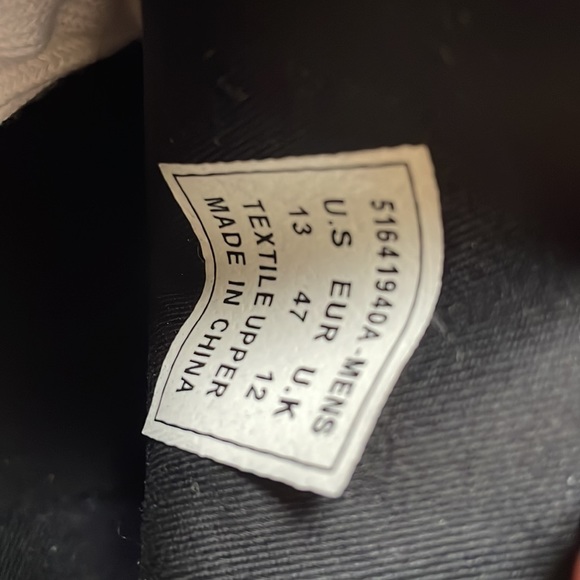 51641940A-MENS
U.S EUR U.K
13 47 12
TEXTILE UPPER
MADE IN CHINA